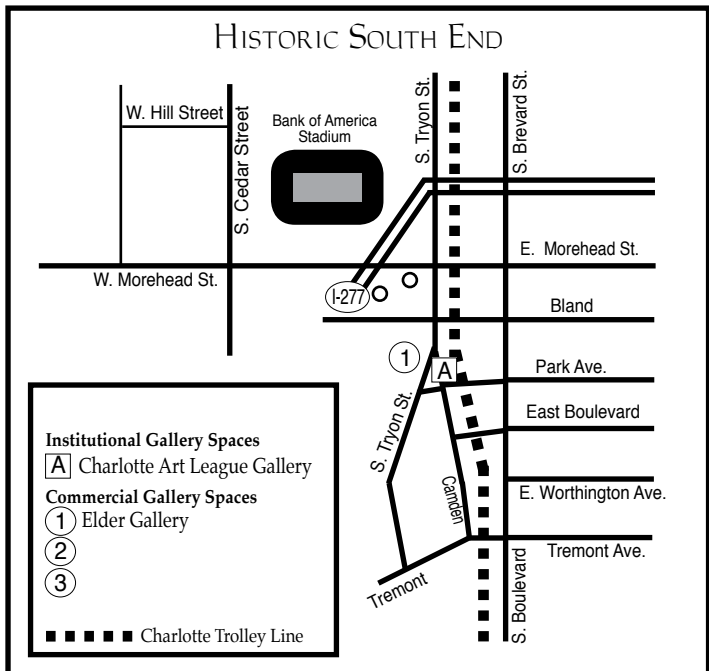 HISTORIC SOUTH END
W. Hill Street
S. Cedar Street
Bank of America
Stadium
S. Tryon St.
S. Brevard St.
E. Morehead St.
W. Morehead St.
I-277
Bland
1
A
Park Ave.
S. Tryon St.
East Boulevard
Camden
E. Worthington Ave.
Tremont Ave.
Tremont
S. Boulevard
Institutional Gallery Spaces
A Charlotte Art League Gallery
Commercial Gallery Spaces
1 Elder Gallery
2
3
Charlotte Trolley Line